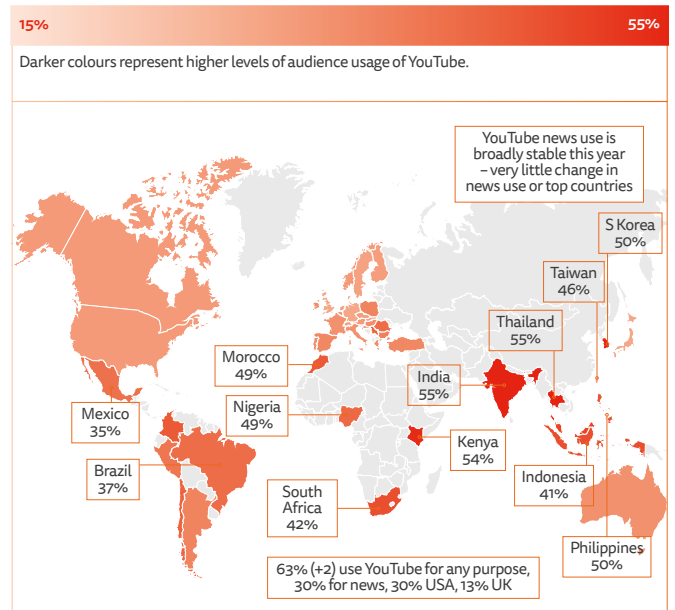 15%
55%
Darker colours represent higher levels of audience usage of YouTube.
YouTube news use is
broadly stable this year
– very little change in
news use or top countries
S Korea
50%
Taiwan
46%
Thailand
55%
Morocco
49%
India
55%
Mexico
35%
Nigeria
49%
Kenya
54%
Brazil
37%
Indonesia
41%
South
Africa
42%
Philippines
50%
63% (+2) use YouTube for any purpose,
30% for news, 30% USA, 13% UK